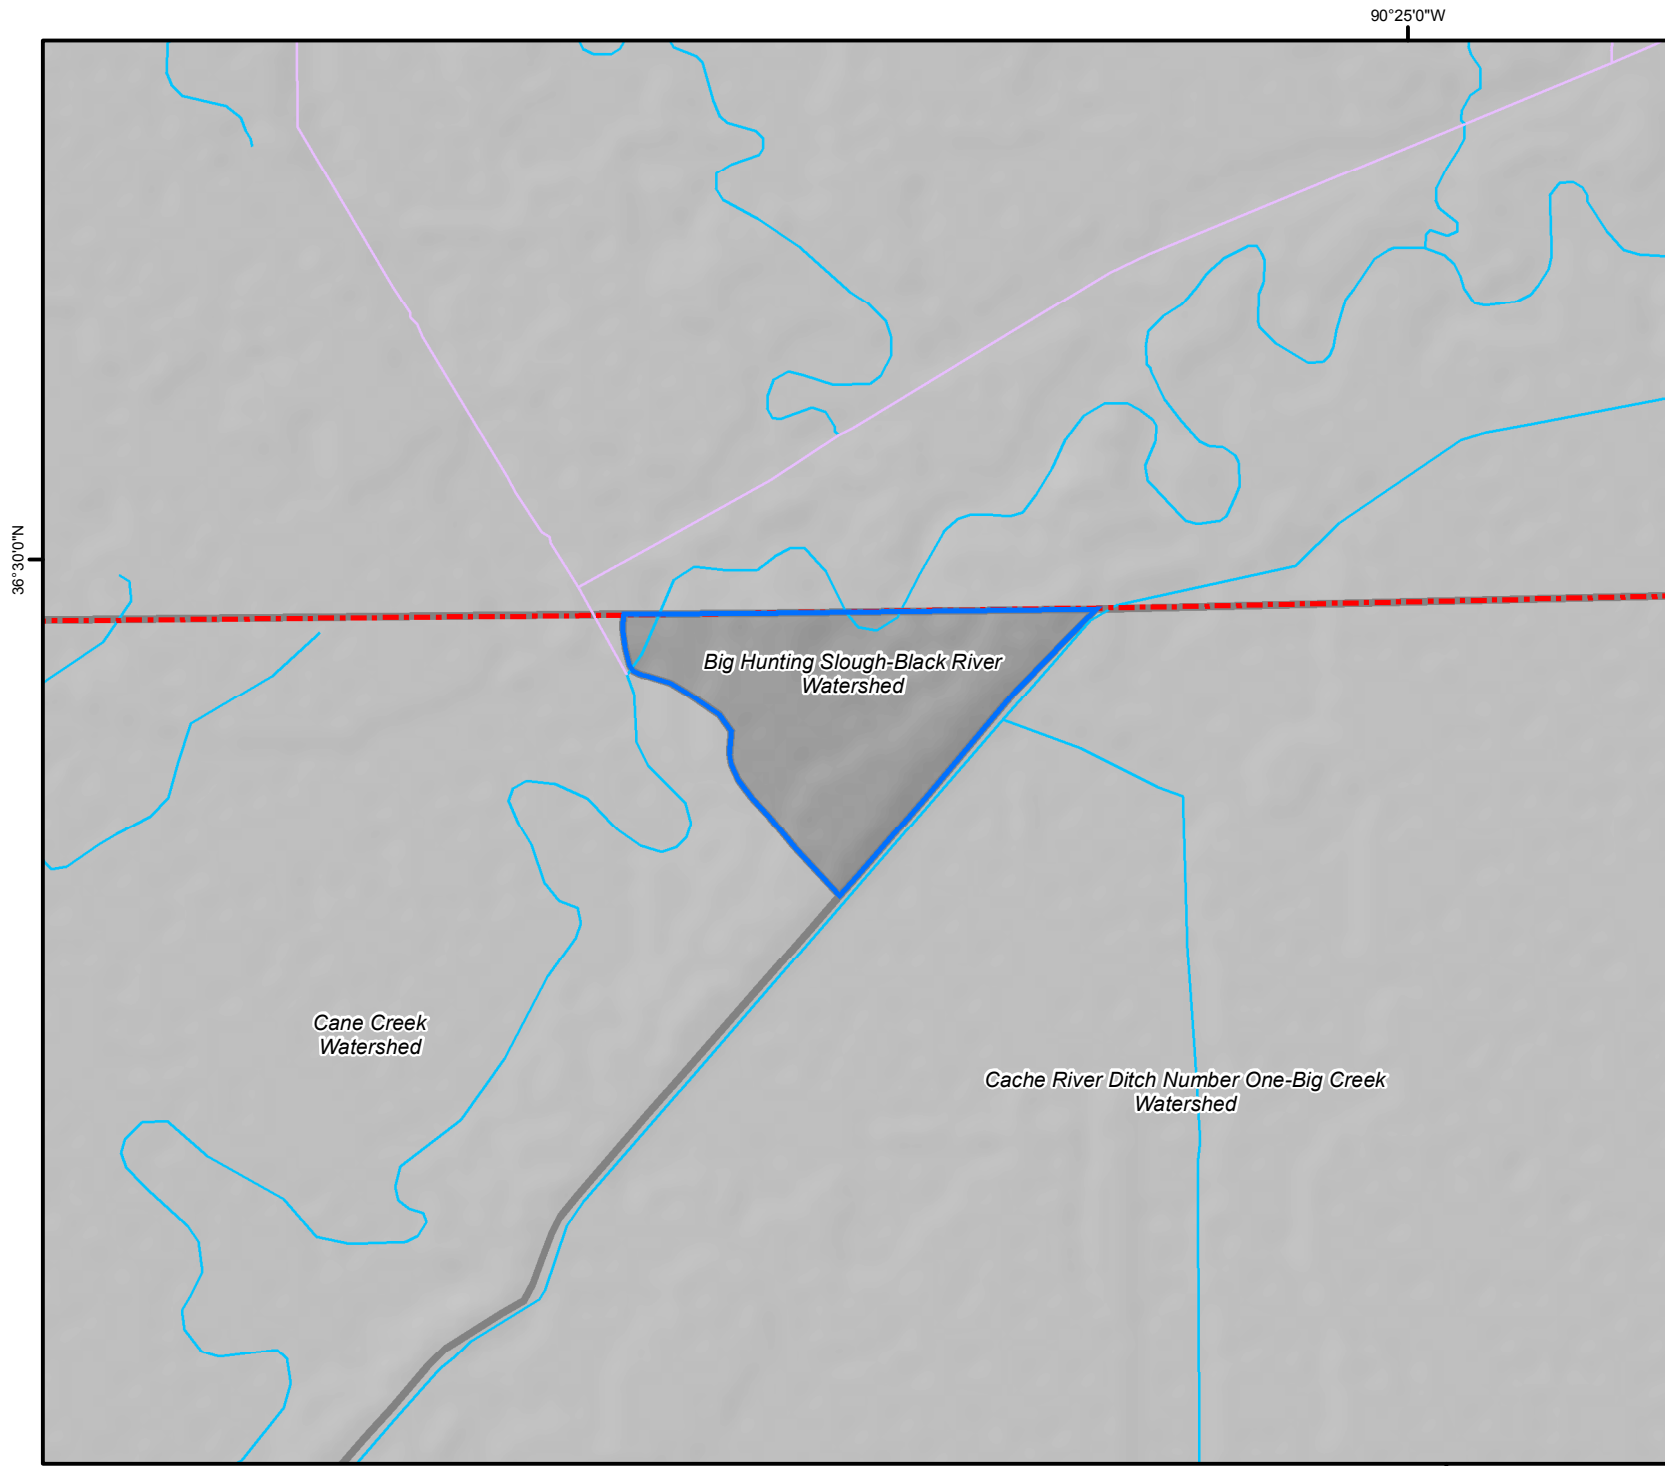 90°25'0"W
36°30'0"N
Big Hunting Slough-Black River
Watershed
Cane Creek
Watershed
Cache River Ditch Number One-Big Creek
Watershed